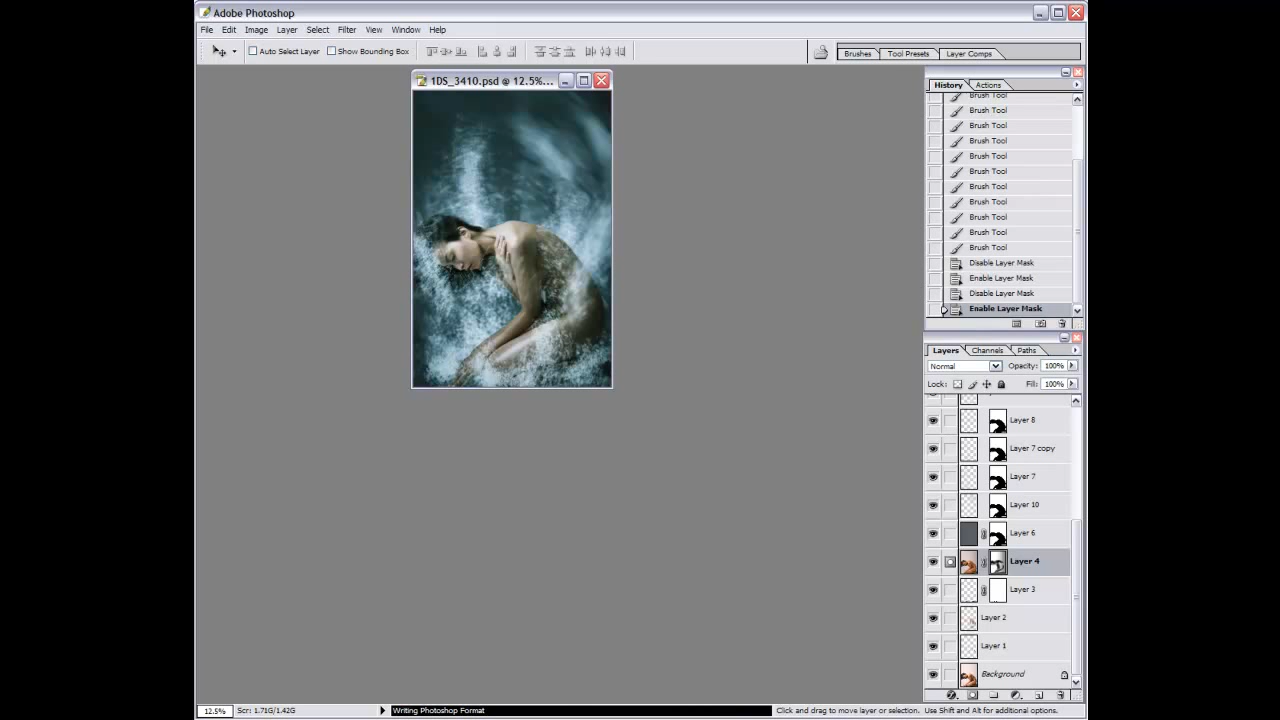 Adobe Photoshop
File Edit Image Layer Select Filter View Window Help
Auto Select Layer Show Bounding Box Brushes Tool Presets Layer Comps
1DS_3410.psd @ 12.5%...
History Actions
Brush Tool
Brush Tool
Brush Tool
Brush Tool
Brush Tool
Brush Tool
Brush Tool
Brush Tool
Brush Tool
Brush Tool
Brush Tool
Disable Layer Mask
Enable Layer Mask
Disable Layer Mask
Enable Layer Mask
Layers Channels Paths
Normal Opacity: 100%
Lock: Fill: 100%
Layer 8
Layer 7 copy
Layer 7
Layer 10
Layer 6
Layer 4
Layer 3
Layer 2
Layer 1
Background
12.5% Scr: 1.71G/1.42G Writing Photoshop Format Click and drag to move layer or selection. Use Shift and Alt for additional options.